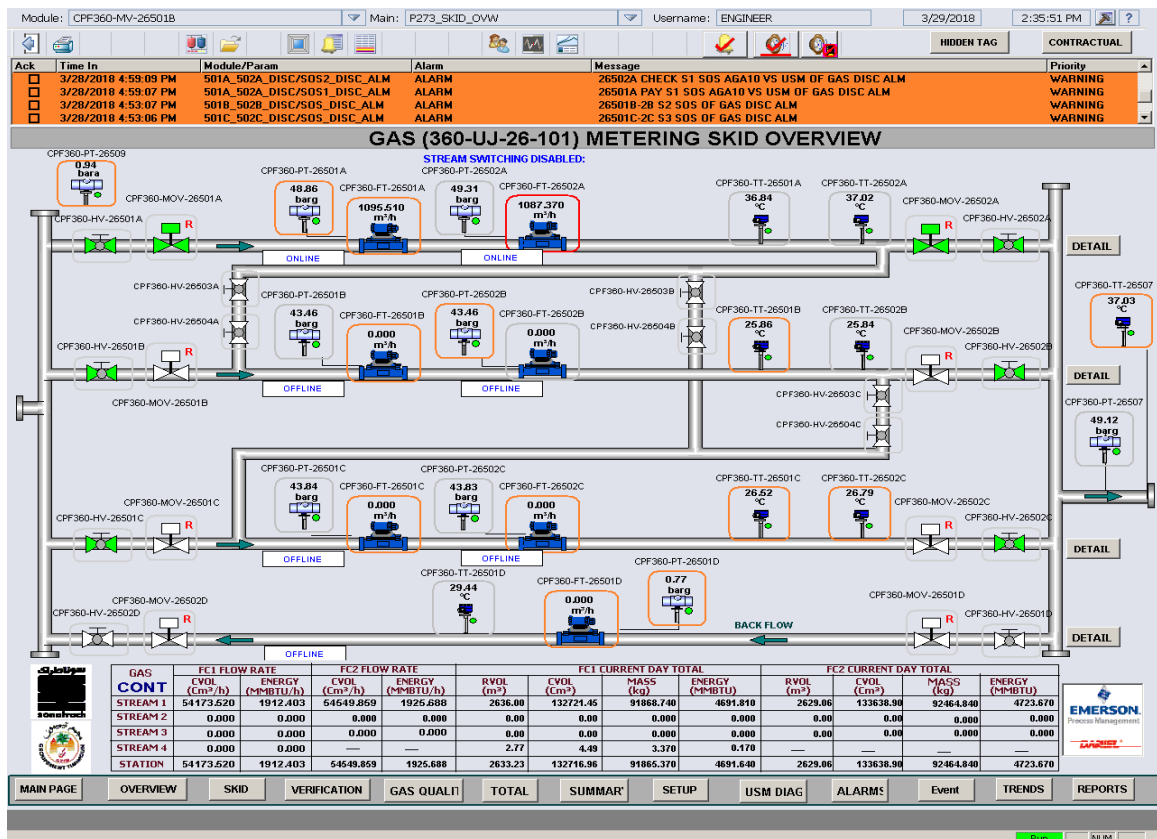 Module: CPF360-MV-26501B Main: P273_SKID_OVW Username: ENGINEER 3/29/2018 2:35:51 PM ?
HIDDEN TAG CONTRACTUAL
Ack Time In Module/Param Alarm Message Priority
3/28/2018 4:59:09 PM 501A_502A_DISC/SOS2_DISC_ALM ALARM 26502A CHECK S1 SOS AGA10 VS USM OF GAS DISC ALM WARNING
3/28/2018 4:59:07 PM 501A_502A_DISC/SOS1_DISC_ALM ALARM 26501A PAY S1 SOS AGA10 VS USM OF GAS DISC ALM WARNING
3/28/2018 4:53:07 PM 501B_502B_DISC/SOS_DISC_ALM ALARM 26501B-2B S2 SOS OF GAS DISC ALM WARNING
3/28/2018 4:53:06 PM 501C_502C_DISC/SOS_DISC_ALM ALARM 26501C-2C S3 SOS OF GAS DISC ALM WARNING
GAS (360-UJ-26-101) METERING SKID OVERVIEW
STREAM SWITCHING DISABLED:
CPF360-PT-26509
0.94
bara
CPF360-PT-26501A CPF360-PT-26502A CPF360-TT-26501A CPF360-TT-26502A
CPF360-MOV-26501A 48.86 barg CPF360-FT-26501A 49.31 barg CPF360-FT-26502A 36.84 °C 37.02 °C CPF360-MOV-26502A
CPF360-HV-26501A R 1095.510 m³/h 1087.370 m³/h R CPF360-HV-26502A
DETAIL
ONLINE ONLINE
CPF360-HV-26503A CPF360-HV-26503B CPF360-TT-26507
37.03
°C
CPF360-PT-26501B CPF360-PT-26502B CPF360-TT-26501B CPF360-TT-26502B
CPF360-HV-26504A 43.46 barg CPF360-FT-26501B 43.46 barg CPF360-FT-26502B CPF360-HV-26504B 25.86 °C 25.84 °C CPF360-MOV-26502B
CPF360-HV-26501B R 0.000 m³/h 0.000 m³/h R CPF360-HV-26502B
DETAIL
OFFLINE OFFLINE
CPF360-MOV-26501B CPF360-HV-26503C CPF360-PT-26507
49.12
barg
CPF360-HV-26504C
CPF360-PT-26501C CPF360-PT-26502C CPF360-TT-26501C CPF360-TT-26502C
CPF360-MOV-26501C 43.84 barg CPF360-FT-26501C 43.83 barg CPF360-FT-26502C 26.52 °C 26.79 °C CPF360-MOV-26502C
CPF360-HV-26501C R 0.000 m³/h 0.000 m³/h R CPF360-HV-26502C
DETAIL
OFFLINE OFFLINE
CPF360-TT-26501D CPF360-PT-26501D
CPF360-MOV-26502D 29.44 °C CPF360-FT-26501D 0.77 barg CPF360-MOV-26501D
CPF360-HV-26502D R 0.000 m³/h BACK FLOW R CPF360-HV-26501D
DETAIL
OFFLINE
سوناطراك
sonatrach
GAS FC1 FLOW RATE FC2 FLOW RATE FC1 CURRENT DAY TOTAL FC2 CURRENT DAY TOTAL
CONT CVOL (Cm³/h) ENERGY (MMBTU/h) CVOL (Cm³/h) ENERGY (MMBTU/h) RVOL (m³) CVOL (Cm³) MASS (kg) ENERGY (MMBTU) RVOL (m³) CVOL (Cm³) MASS (kg) ENERGY (MMBTU)
STREAM 1 54173.520 1912.403 54549.859 1925.688 2636.00 132721.45 91868.740 4691.810 2629.06 133638.90 92464.840 4723.670
STREAM 2 0.000 0.000 0.000 0.000 0.00 0.00 0.000 0.000 0.00 0.00 0.000 0.000
STREAM 3 0.000 0.000 0.000 0.000 0.00 0.00 0.000 0.000 0.00 0.00 0.000 0.000
STREAM 4 0.000 0.000 — — 2.77 4.49 3.370 0.170 — — — —
STATION 54173.520 1912.403 54549.859 1925.688 2633.23 132716.96 91865.370 4691.640 2629.06 133638.90 92464.840 4723.670
EMERSON.
Process Management
DANIEL
MAIN PAGE OVERVIEW SKID VERIFICATION GAS QUALIT TOTAL SUMMAR' SETUP USM DIAG ALARMS Event TRENDS REPORTS
Run NUM